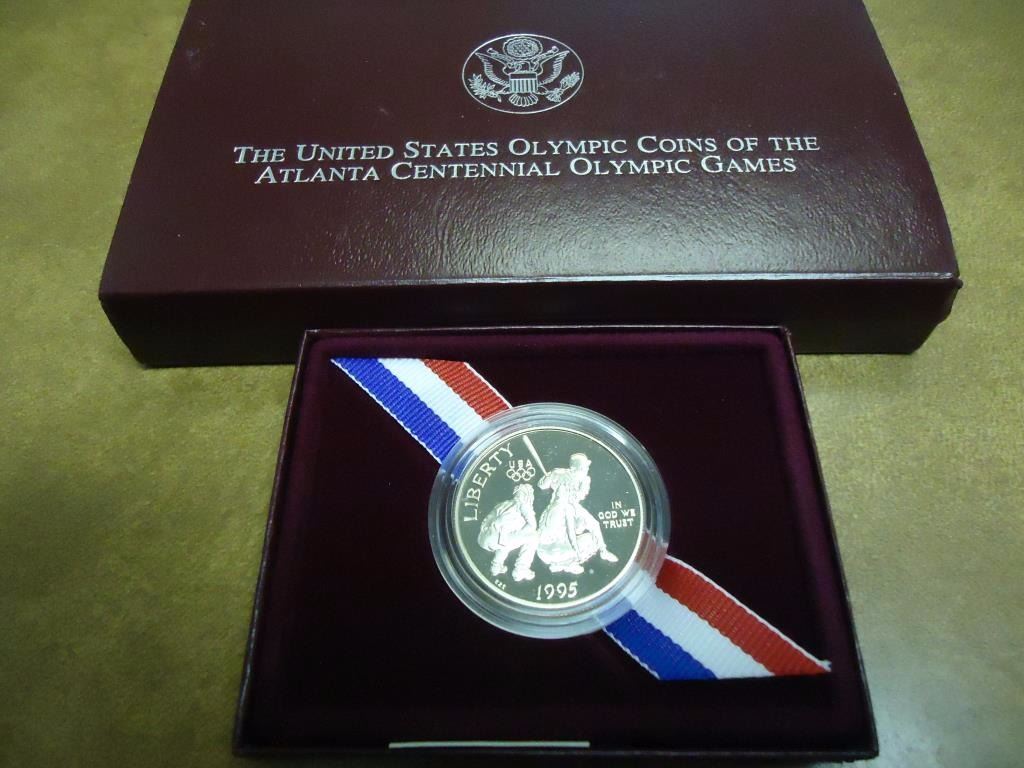 THE UNITED STATES OLYMPIC COINS OF THE
ATLANTA CENTENNIAL OLYMPIC GAMES
LIBERTY
USA
IN
GOD WE
TRUST
1995